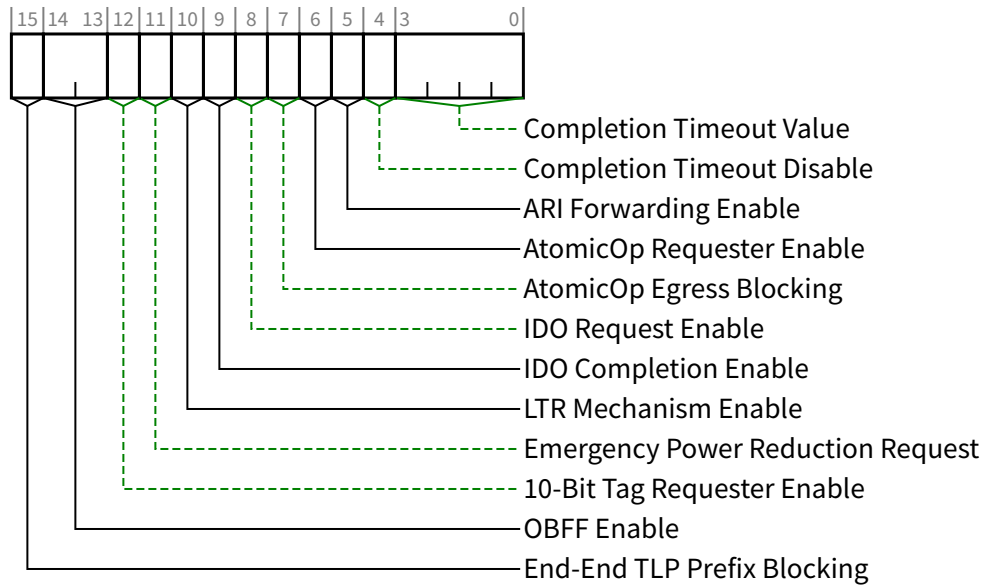 15 14 13 12 11 10 9 8 7 6 5 4 3 0
Completion Timeout Value
Completion Timeout Disable
ARI Forwarding Enable
AtomicOp Requester Enable
AtomicOp Egress Blocking
IDO Request Enable
IDO Completion Enable
LTR Mechanism Enable
Emergency Power Reduction Request
10-Bit Tag Requester Enable
OBFF Enable
End-End TLP Prefix Blocking